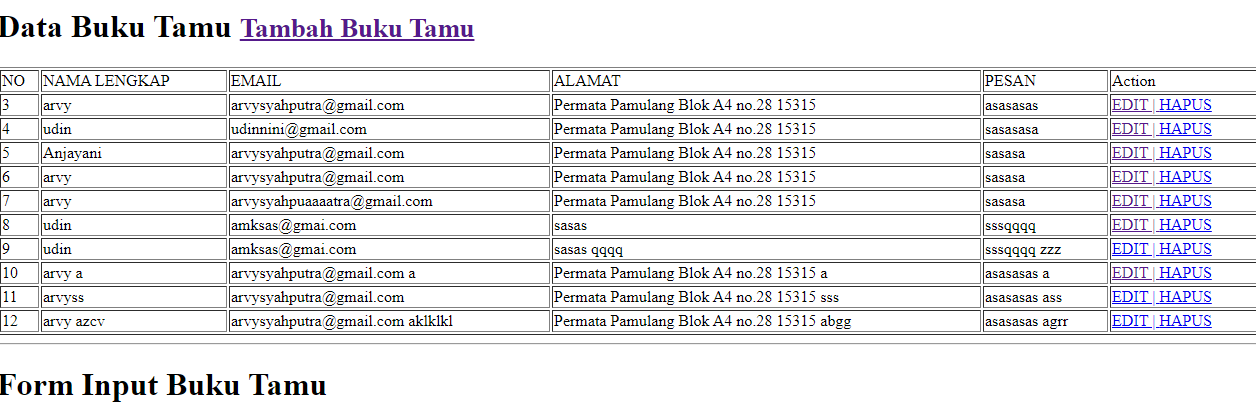 Data Buku Tamu Tambah Buku Tamu
NO NAMA LENGKAP EMAIL ALAMAT PESAN Action
3 arvy arvysyahputra@gmail.com Permata Pamulang Blok A4 no.28 15315 asasasas EDIT | HAPUS
4 udin udinnini@gmail.com Permata Pamulang Blok A4 no.28 15315 sasasasa EDIT | HAPUS
5 Anjayani arvysyahputra@gmail.com Permata Pamulang Blok A4 no.28 15315 sasasa EDIT | HAPUS
6 arvy arvysyahputra@gmail.com Permata Pamulang Blok A4 no.28 15315 sasasa EDIT | HAPUS
7 arvy arvysyahpuaaaatra@gmail.com Permata Pamulang Blok A4 no.28 15315 sasasa EDIT | HAPUS
8 udin amksas@gmai.com sasas sssqqqq EDIT | HAPUS
9 udin amksas@gmai.com sasas qqqq sssqqqq zzz EDIT | HAPUS
10 arvy a arvysyahputra@gmail.com a Permata Pamulang Blok A4 no.28 15315 a asasasas a EDIT | HAPUS
11 arvyss arvysyahputra@gmail.com Permata Pamulang Blok A4 no.28 15315 sss asasasas ass EDIT | HAPUS
12 arvy azcv arvysyahputra@gmail.com aklklkl Permata Pamulang Blok A4 no.28 15315 abgg asasasas agrr EDIT | HAPUS
Form Input Buku Tamu